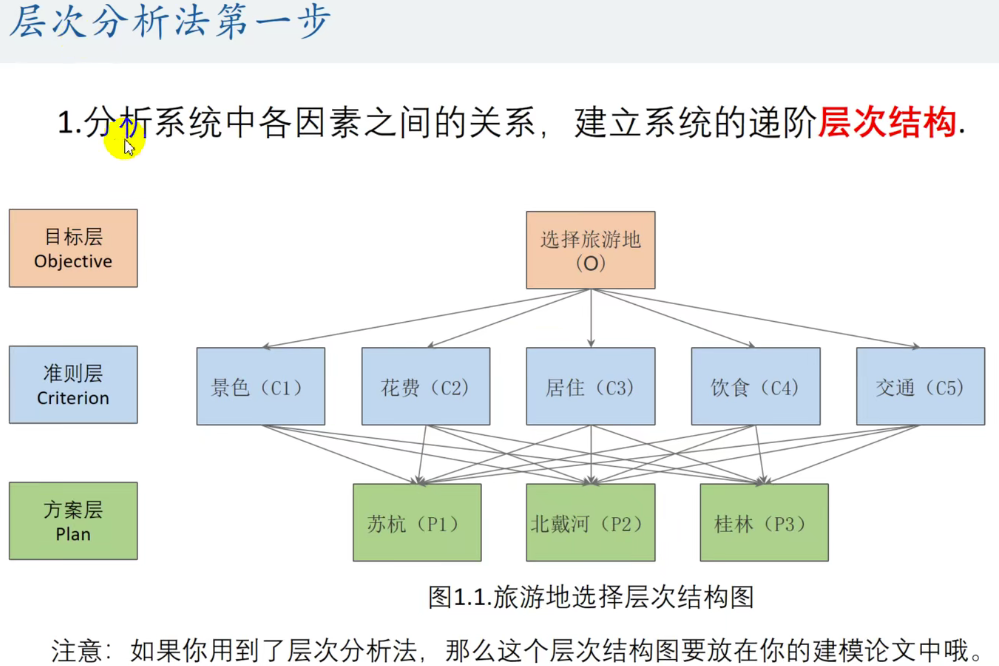 层次分析法第一步
1.分析系统中各因素之间的关系，建立系统的递阶层次结构.
目标层
Objective
选择旅游地
（O）
准则层
Criterion
景色（C1）
花费（C2）
居住（C3）
饮食（C4）
交通（C5）
方案层
Plan
苏杭（P1）
北戴河（P2）
桂林（P3）
图1.1.旅游地选择层次结构图
注意：如果你用到了层次分析法，那么这个层次结构图要放在你的建模论文中哦。